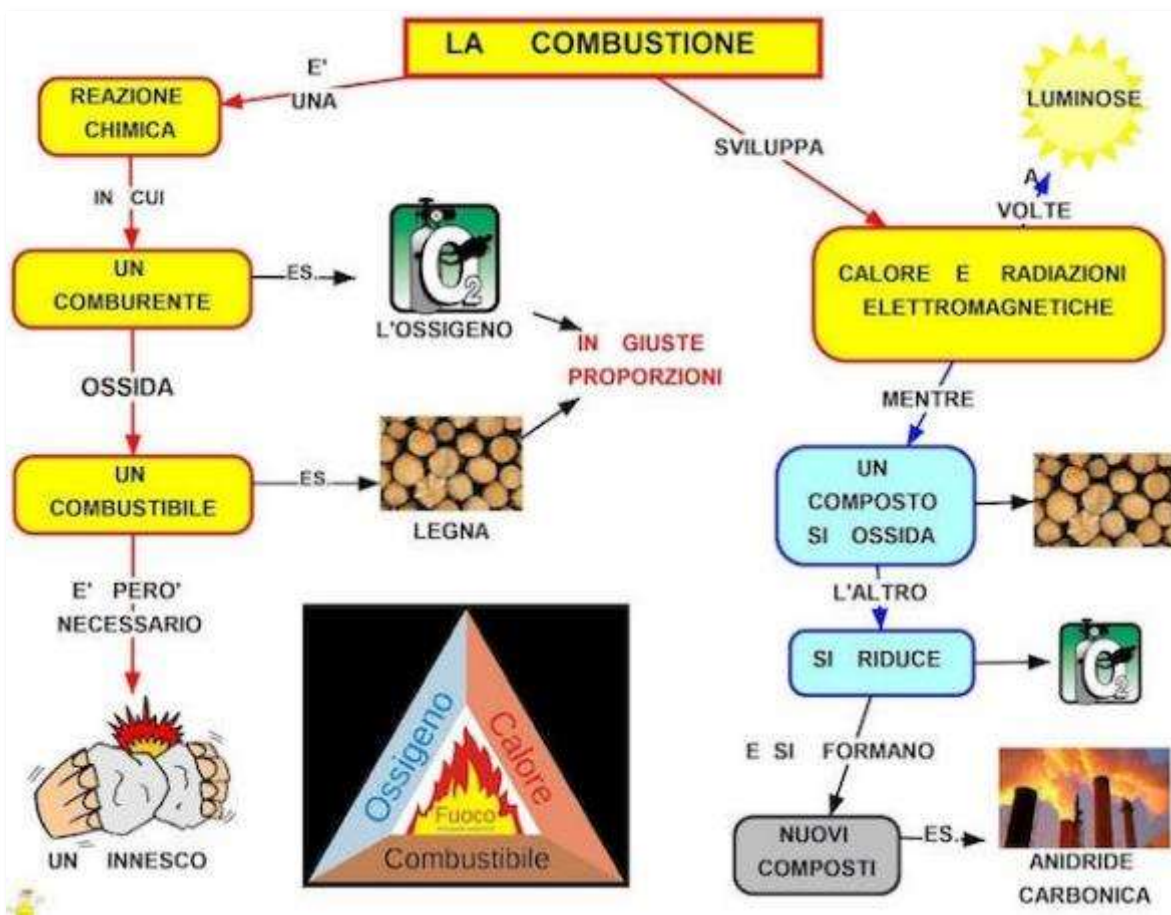 LA COMBUSTIONE
E'
UNA
REAZIONE
CHIMICA
IN CUI
UN
COMBURENTE
ES.
O2
L'OSSIGENO
OSSIDA
IN GIUSTE
PROPORZIONI
UN
COMBUSTIBILE
ES.
LEGNA
E' PERO'
NECESSARIO
UN INNESCO
Ossigeno
Calore
Fuoco
Combustibile
SVILUPPA
CALORE E RADIAZIONI
ELETTROMAGNETICHE
A
VOLTE
LUMINOSE
MENTRE
UN
COMPOSTO
SI OSSIDA
L'ALTRO
SI RIDUCE
O2
E SI FORMANO
NUOVI
COMPOSTI
ES.
ANIDRIDE
CARBONICA